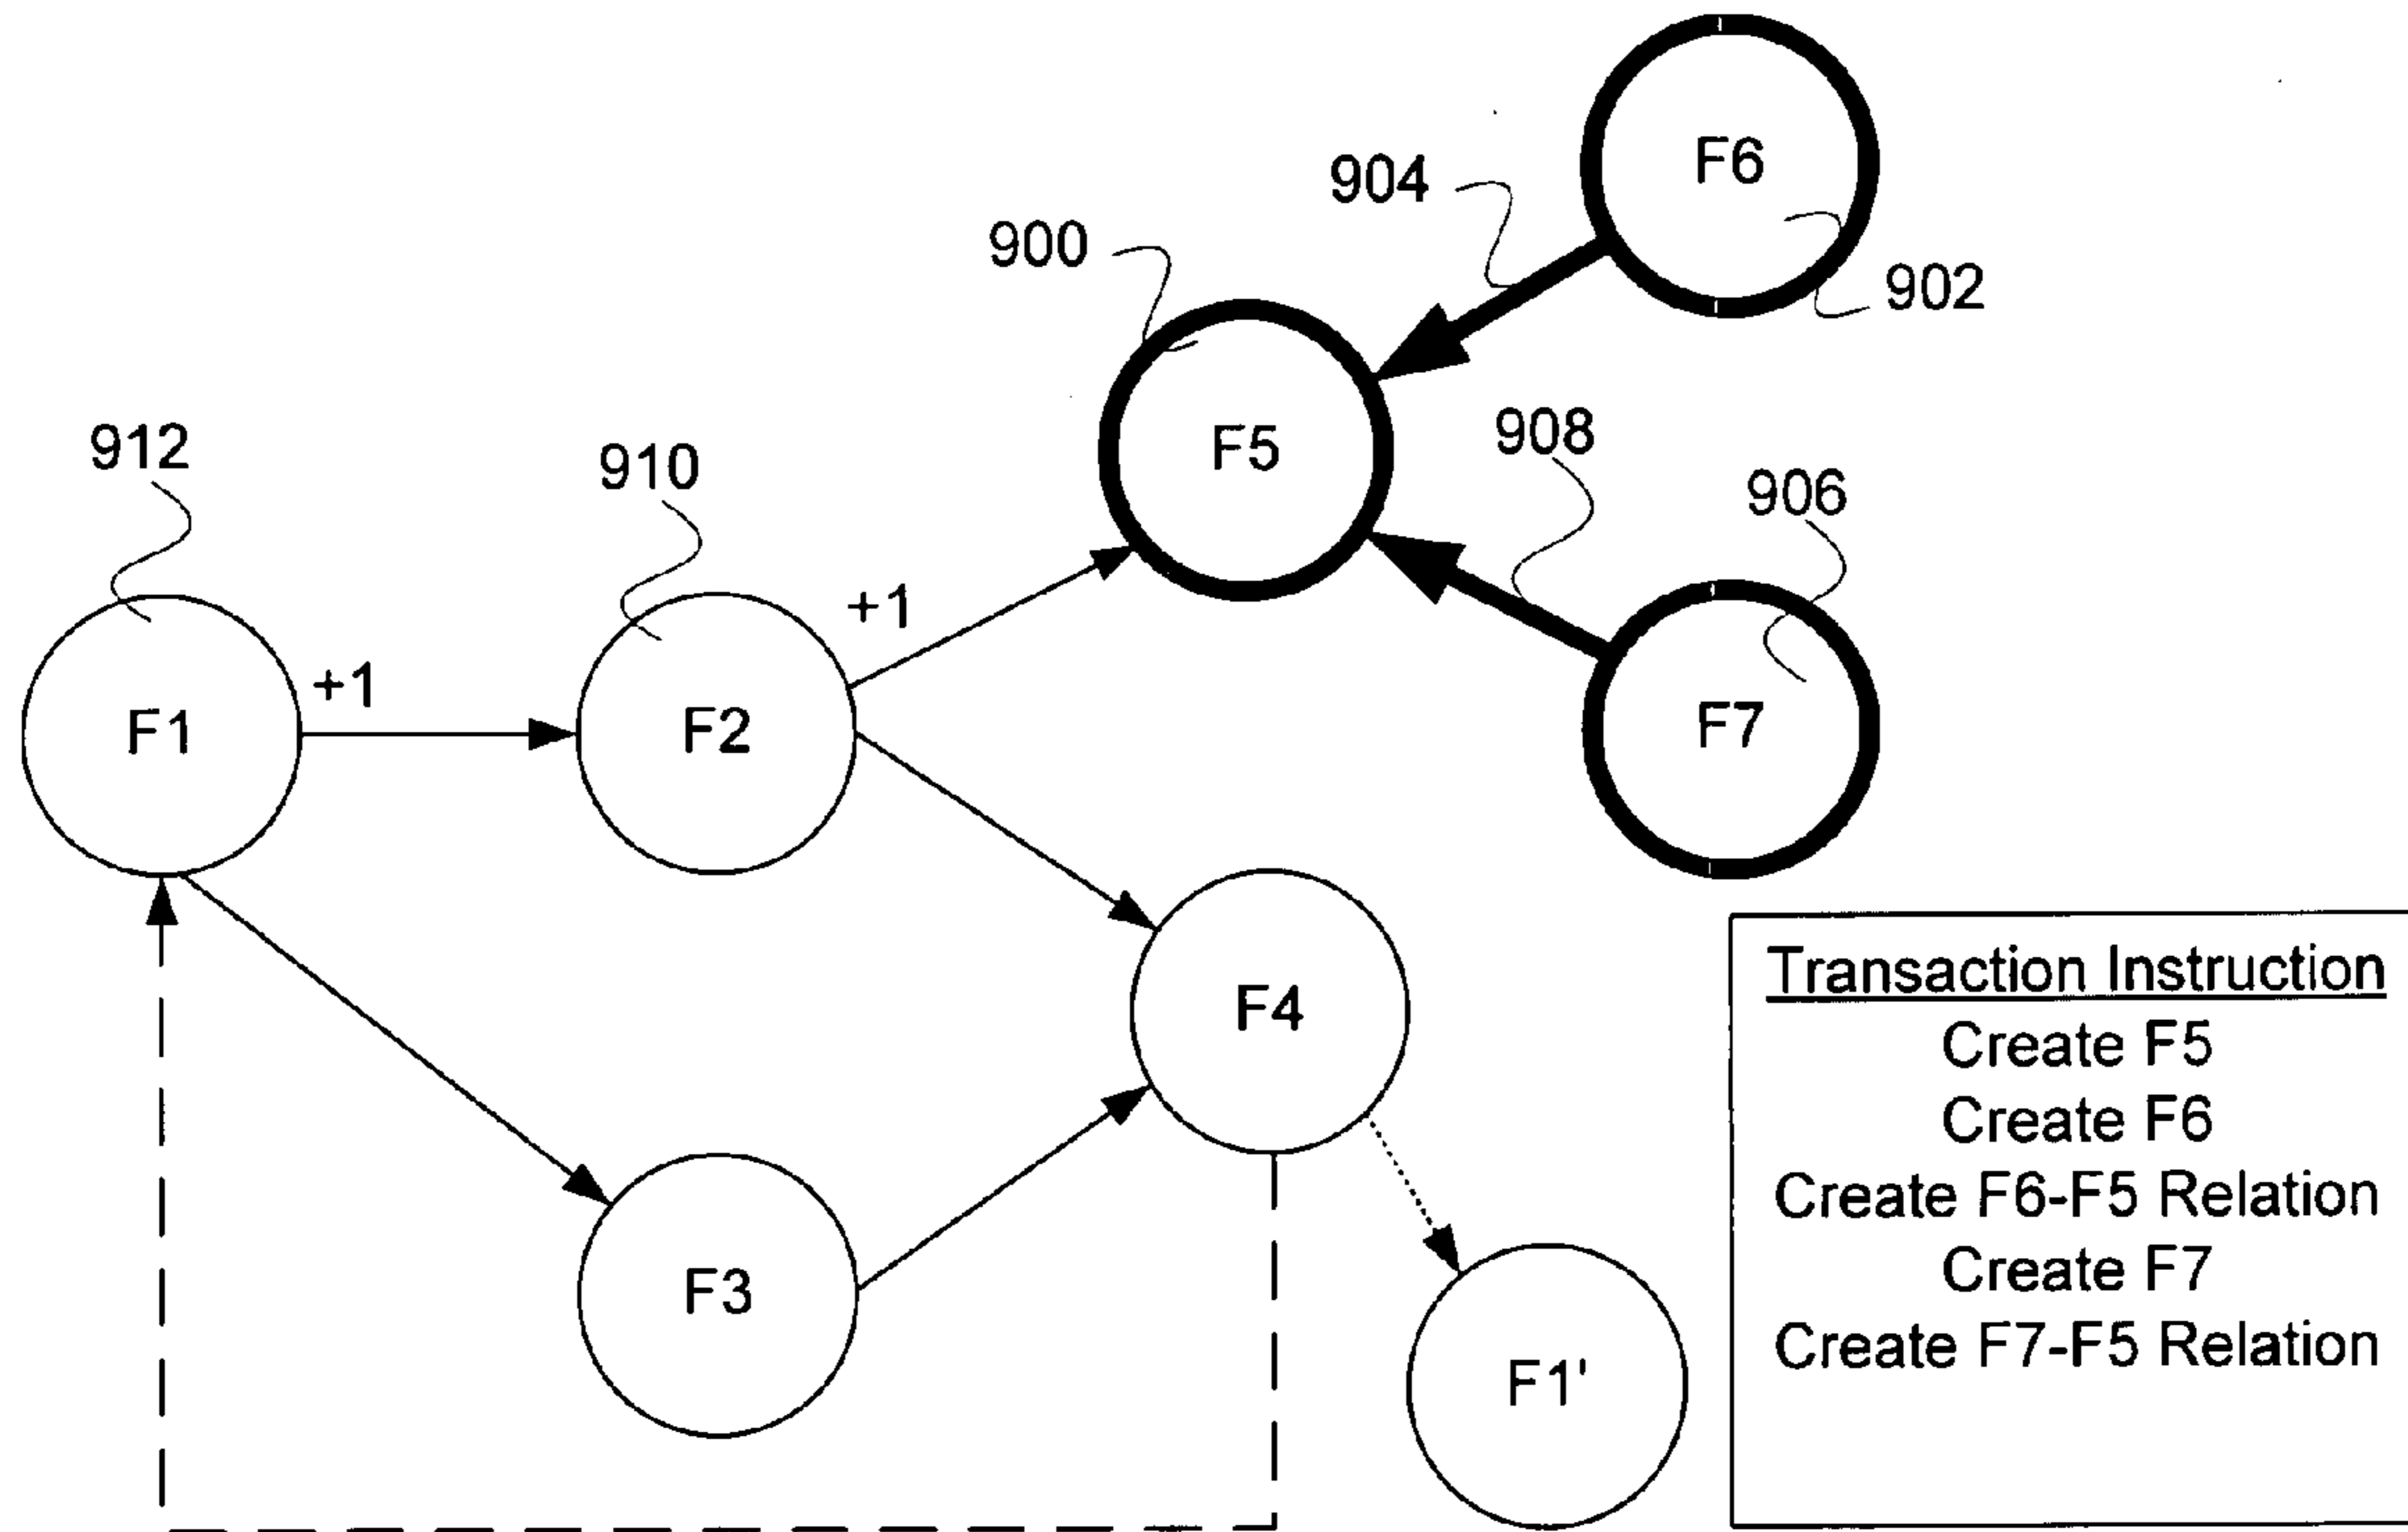 F6
904
900
902
F5
908
912
910
906
+1
+1
F1
F2
F7
F4
F3
F1'
Transaction Instruction
Create F5
Create F6
Create F6-F5 Relation
Create F7
Create F7-F5 Relation